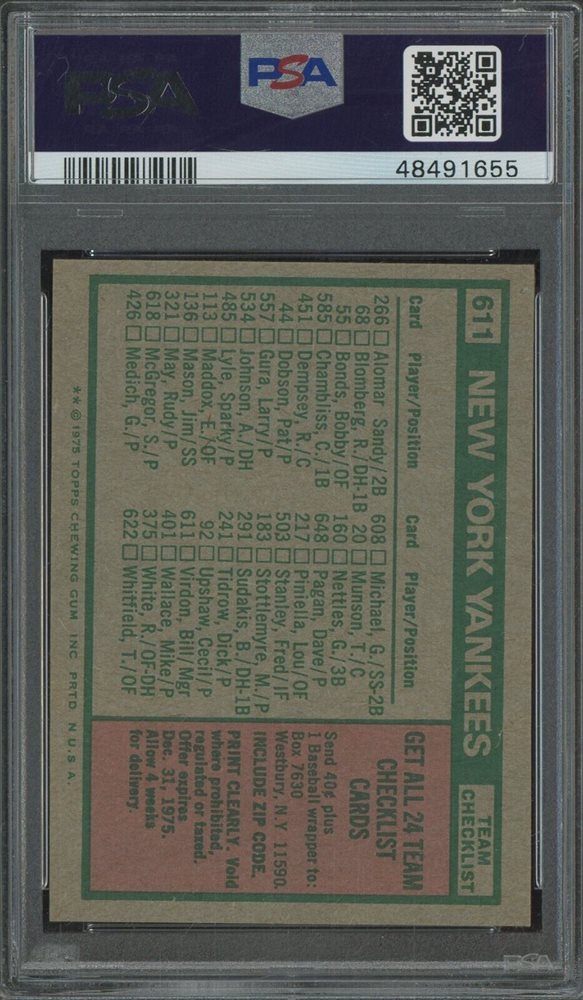 PSA
PSA
48491655
611 NEW YORK YANKEES TEAM CHECKLIST
Card Player/Position
266 Alomar Sandy/2B
68 Blomberg, R./DH-1B
55 Bonds, Bobby/OF
585 Chambliss, C./1B
451 Dempsey, R./C
44 Dobson, Pat/P
557 Gura, Larry/P
534 Johnson, A./DH
485 Lyle, Sparky/P
113 Maddox, E./OF
136 Mason, Jim/SS
321 May, Rudy/P
618 McGregor, S./P
426 Medich, G./P
Card Player/Position
608 Michael, G./SS-2B
20 Munson, T./C
160 Nettles, G./3B
648 Pagan, Dave/P
217 Piniella, Lou/OF
503 Stanley, Fred/IF
183 Stottlemyre, M./P
291 Sudakis, B./DH-1B
241 Tidrow, Dick/P
92 Upshaw, Cecil/P
611 Virdon, Bill/Mgr
401 Wallace, Mike/P
375 White, R./OF-DH
622 Whitfield, T./OF
GET ALL 24 TEAM
CHECKLIST
CARDS
Send 40¢ plus
1 Baseball wrapper to:
Box 7630
Westbury, N.Y 11590.
INCLUDE ZIP CODE.
PRINT CLEARLY. Void
where prohibited,
regulated or taxed.
Offer expires
Dec. 31, 1975.
Allow 4 weeks
for delivery.
** © 1975 TOPPS CHEWING GUM INC PRTD N U.S.A.
PSA